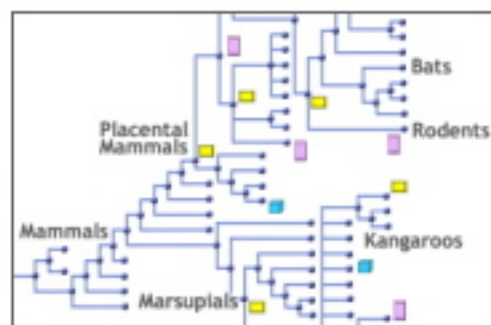 Bats
Rodents
Placental
Mammals
Mammals
Kangaroos
Marsupials